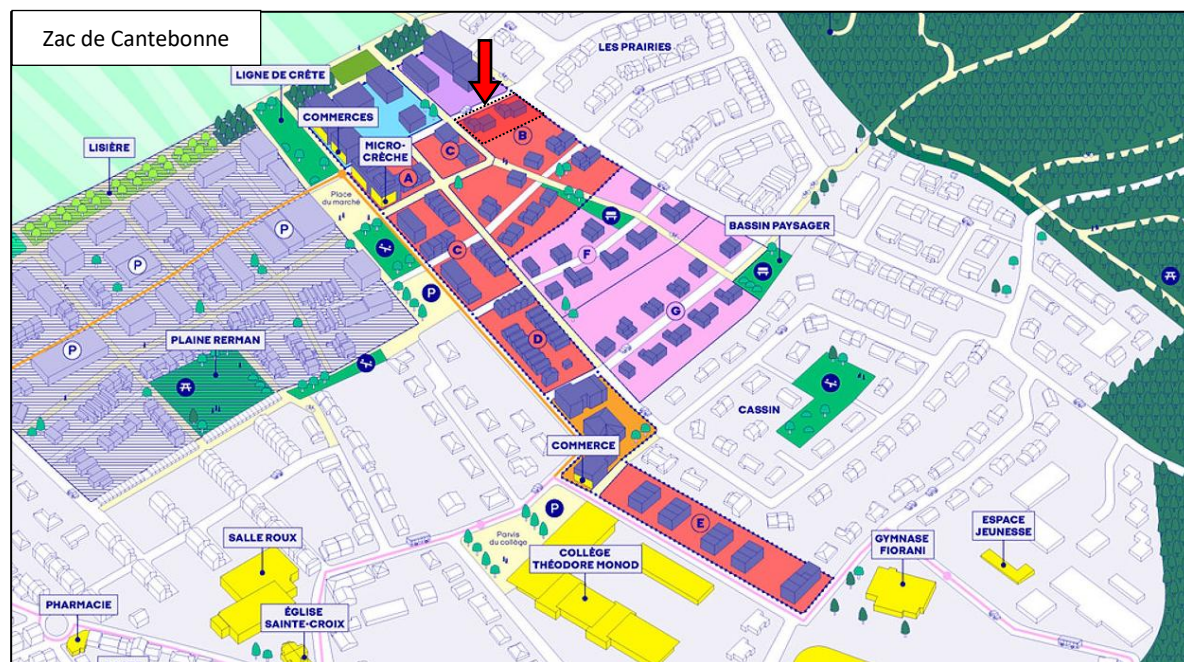 Zac de Cantebonne
LES PRAIRIES
LIGNE DE CRÊTE
COMMERCES
B
LISIÈRE
MICRO-
CRÈCHE
C
A
Place
du marché
P
C
BASSIN PAYSAGER
F
P
P
G
PLAINE RERMAN
D
P
CASSIN
COMMERCE
P
E
Parvis
du collège
SALLE ROUX
COLLÈGE
THÉODORE MONOD
GYMNASE
FIORANI
ESPACE
JEUNESSE
PHARMACIE
ÉGLISE
SAINTE-CROIX